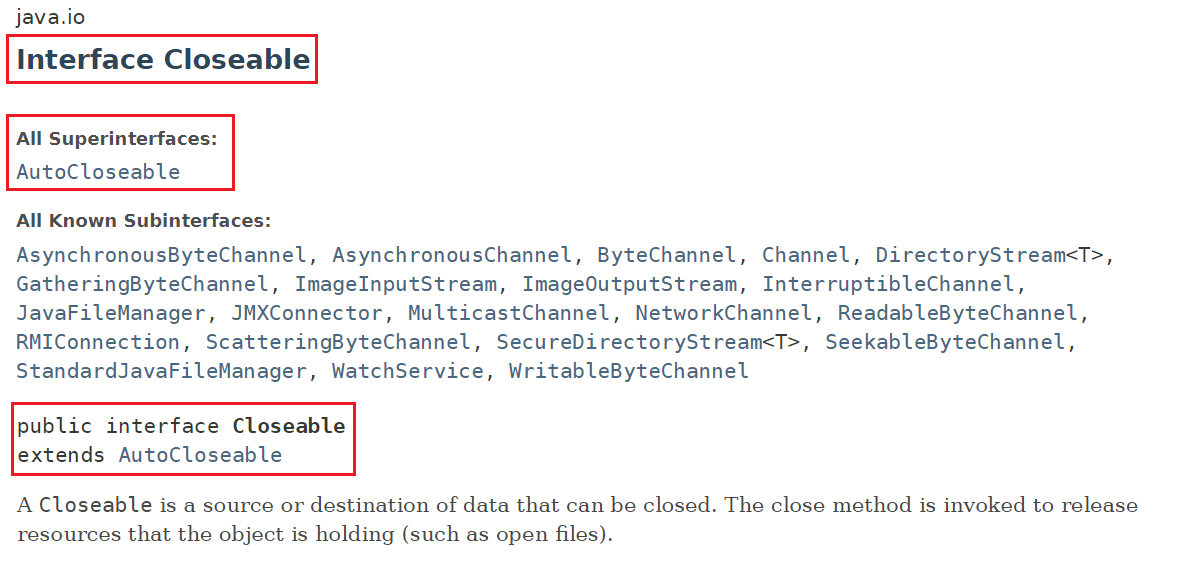 java.io
Interface Closeable
All Superinterfaces:
AutoCloseable
All Known Subinterfaces:
AsynchronousByteChannel, AsynchronousChannel, ByteChannel, Channel, DirectoryStream<T>,
GatheringByteChannel, ImageInputStream, ImageOutputStream, InterruptibleChannel,
JavaFileManager, JMXConnector, MulticastChannel, NetworkChannel, ReadableByteChannel,
RMIConnection, ScatteringByteChannel, SecureDirectoryStream<T>, SeekableByteChannel,
StandardJavaFileManager, WatchService, WritableByteChannel
public interface Closeable
extends AutoCloseable
A Closeable is a source or destination of data that can be closed. The close method is invoked to release
resources that the object is holding (such as open files).